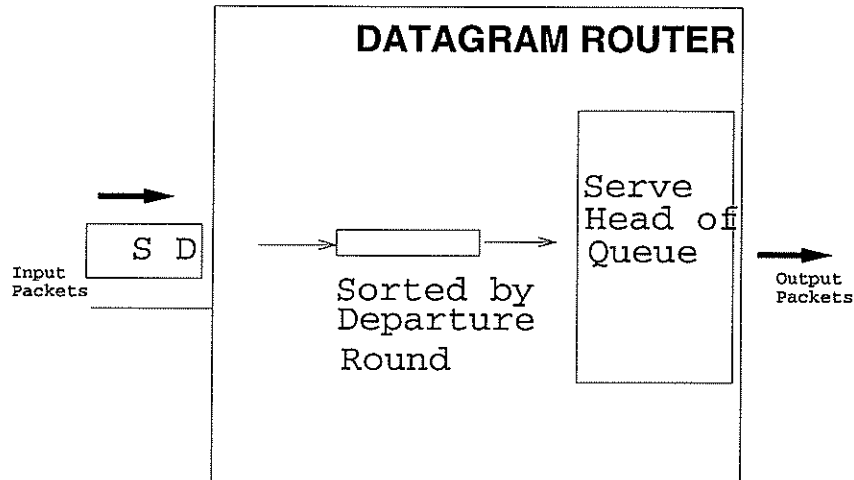 DATAGRAM ROUTER
S D
Input
Packets
Sorted by
Departure
Round
Serve
Head of
Queue
Output
Packets